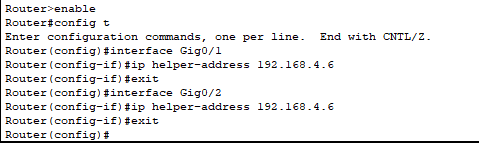 Router>enable
Router#config t
Enter configuration commands, one per line.  End with CNTL/Z.
Router(config)#interface Gig0/1
Router(config-if)#ip helper-address 192.168.4.6
Router(config-if)#exit
Router(config)#interface Gig0/2
Router(config-if)#ip helper-address 192.168.4.6
Router(config-if)#exit
Router(config)#